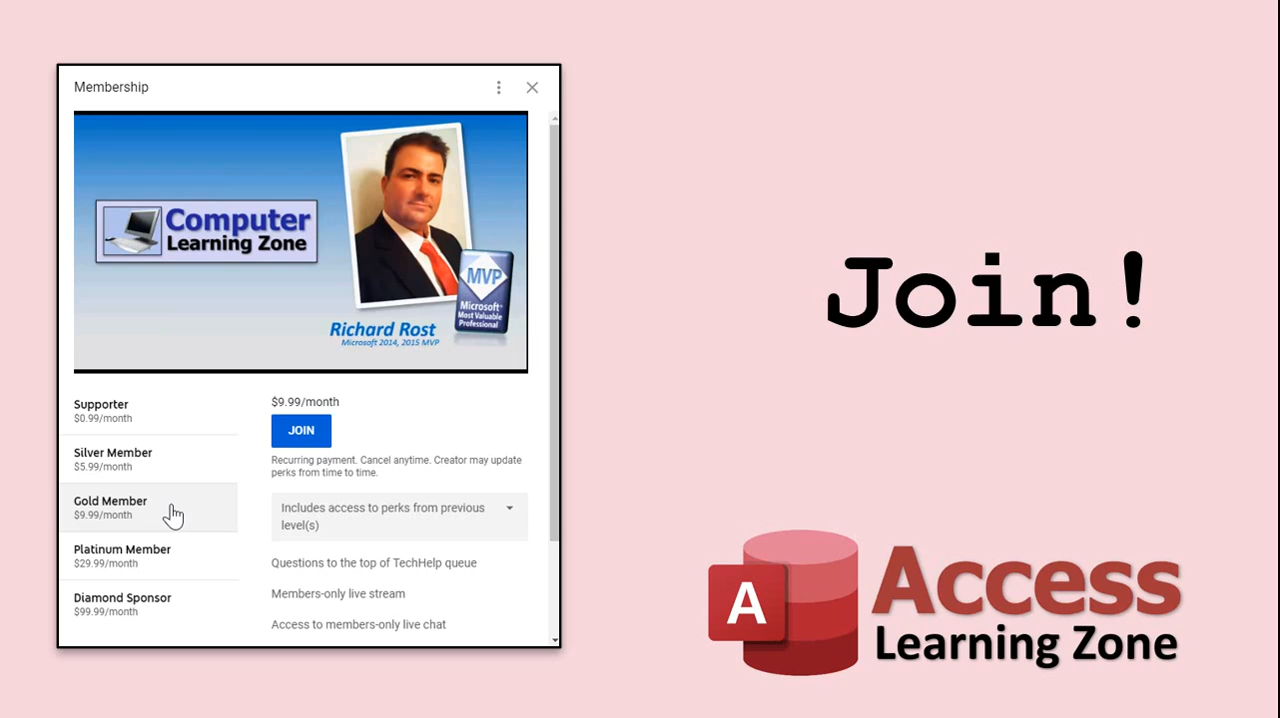 Membership
Computer
Learning Zone
MVP
Microsoft®
Most Valuable
Professional
Richard Rost
Microsoft 2014, 2015 MVP
Supporter
$0.99/month
Silver Member
$5.99/month
Gold Member
$9.99/month
Platinum Member
$29.99/month
Diamond Sponsor
$99.99/month
$9.99/month
JOIN
Recurring payment. Cancel anytime. Creator may update
perks from time to time.
Includes access to perks from previous
level(s)
Questions to the top of TechHelp queue
Members-only live stream
Access to members-only live chat
Join!
A
Access
Learning Zone